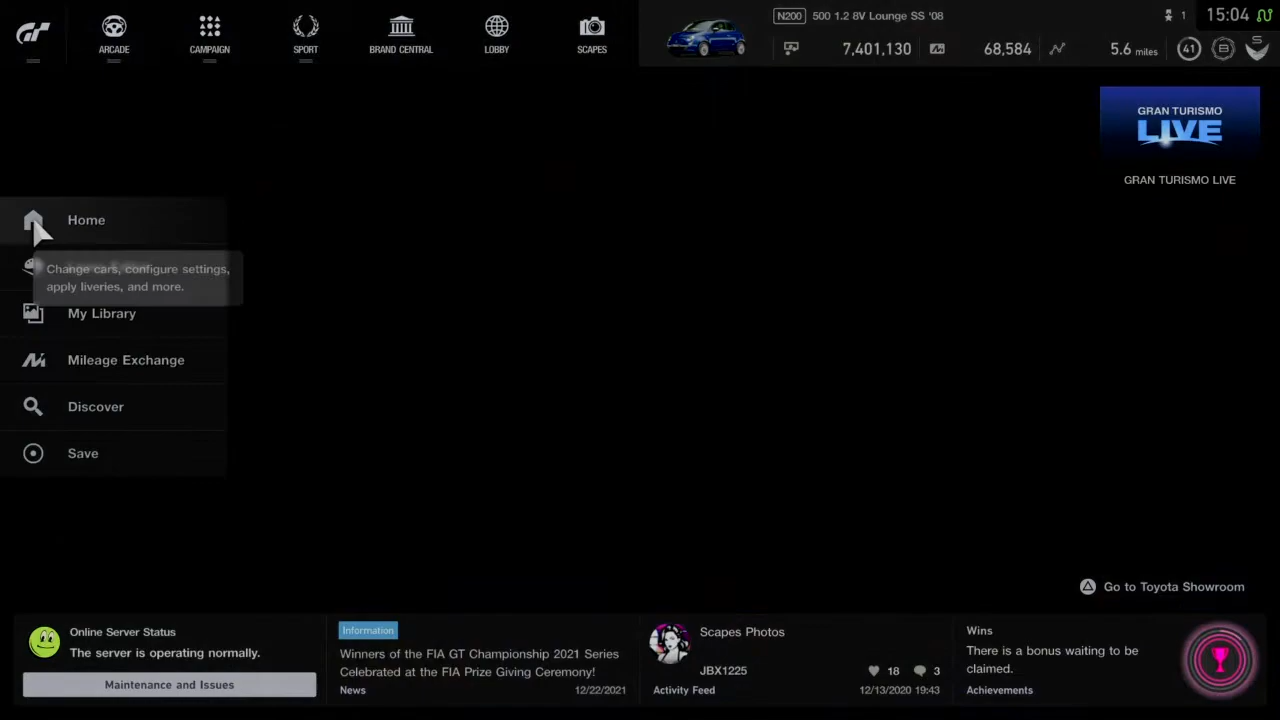 GT
ARCADE
CAMPAIGN
SPORT
BRAND CENTRAL
LOBBY
SCAPES
N200 500 1.2 8V Lounge SS '08
1
15:04
7,401,130
68,584
5.6 miles
41
B
S
GRAN TURISMO
LIVE
GRAN TURISMO LIVE
Home
Change cars, configure settings,
apply liveries, and more.
My Library
Mileage Exchange
Discover
Save
Go to Toyota Showroom
Online Server Status
The server is operating normally.
Maintenance and Issues
Information
Winners of the FIA GT Championship 2021 Series
Celebrated at the FIA Prize Giving Ceremony!
News
12/22/2021
Scapes Photos
JBX1225
18
3
Activity Feed
12/13/2020 19:43
Wins
There is a bonus waiting to be
claimed.
Achievements